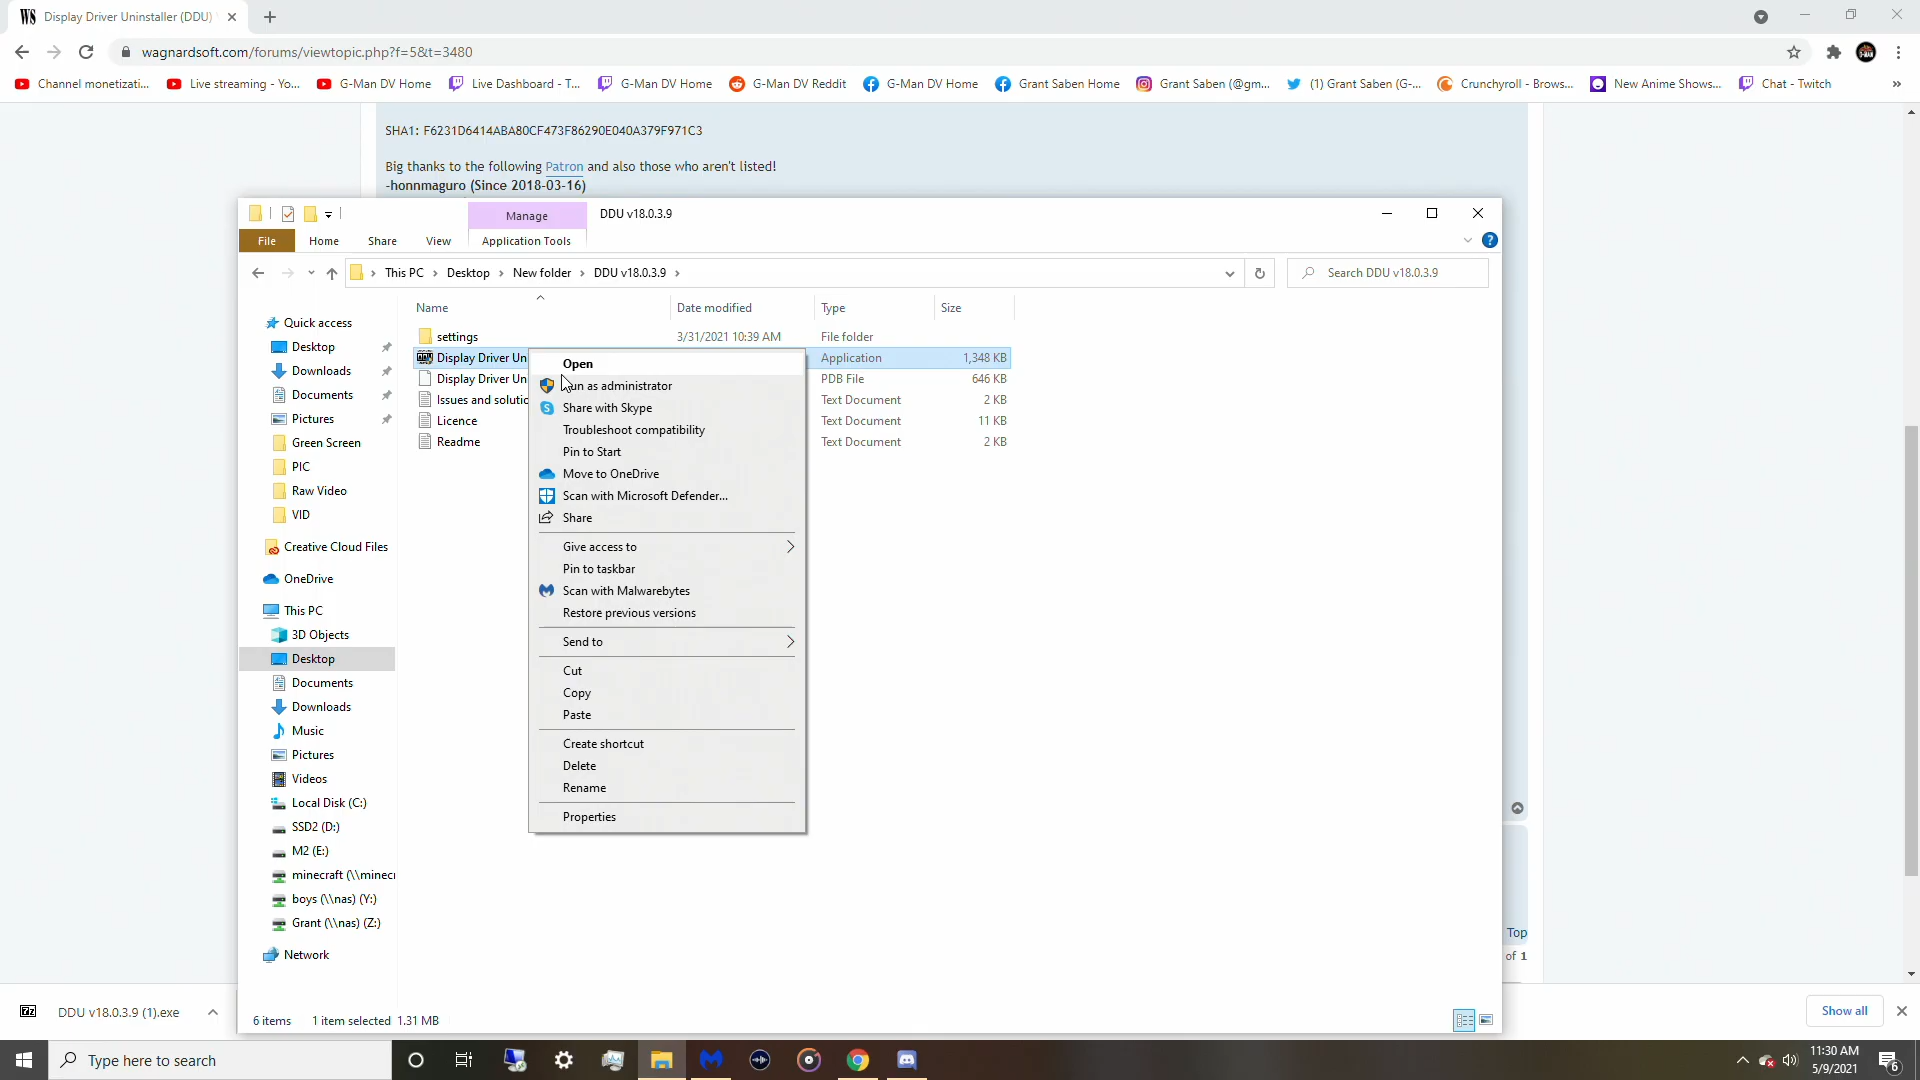 WS Display Driver Uninstaller (DDU)
wagnardsoft.com/forums/viewtopic.php?f=5&t=3480
Channel monetizati... Live streaming - Yo... G-Man DV Home Live Dashboard - T... G-Man DV Home G-Man DV Reddit G-Man DV Home Grant Saben Home Grant Saben (@gm... (1) Grant Saben (G-... Crunchyroll - Brows... New Anime Shows... Chat - Twitch »
SHA1: F6231D6414ABA80CF473F86290E040A379F971C3
Big thanks to the following Patron and also those who aren't listed!
-honnmaguro (Since 2018-03-16)
Manage DDU v18.0.3.9
File Home Share View Application Tools
This PC > Desktop > New folder > DDU v18.0.3.9 > Search DDU v18.0.3.9
Name Date modified Type Size
settings 3/31/2021 10:39 AM File folder
Display Driver Un Application 1,348 KB
Display Driver Un PDB File 646 KB
Issues and solutio Text Document 2 KB
Licence Text Document 11 KB
Readme Text Document 2 KB
Quick access
Desktop
Downloads
Documents
Pictures
Green Screen
PIC
Raw Video
VID
Creative Cloud Files
OneDrive
This PC
3D Objects
Desktop
Documents
Downloads
Music
Pictures
Videos
Local Disk (C:)
SSD2 (D:)
M2 (E:)
minecraft (\\minec
boys (\\nas) (Y:)
Grant (\\nas) (Z:)
Network
Open
as administrator
Share with Skype
Troubleshoot compatibility
Pin to Start
Move to OneDrive
Scan with Microsoft Defender...
Share
Give access to
Pin to taskbar
Scan with Malwarebytes
Restore previous versions
Send to
Cut
Copy
Paste
Create shortcut
Delete
Rename
Properties
Top
of 1
6 items 1 item selected 1.31 MB
7z DDU v18.0.3.9 (1).exe Show all
Type here to search
11:30 AM
5/9/2021
6